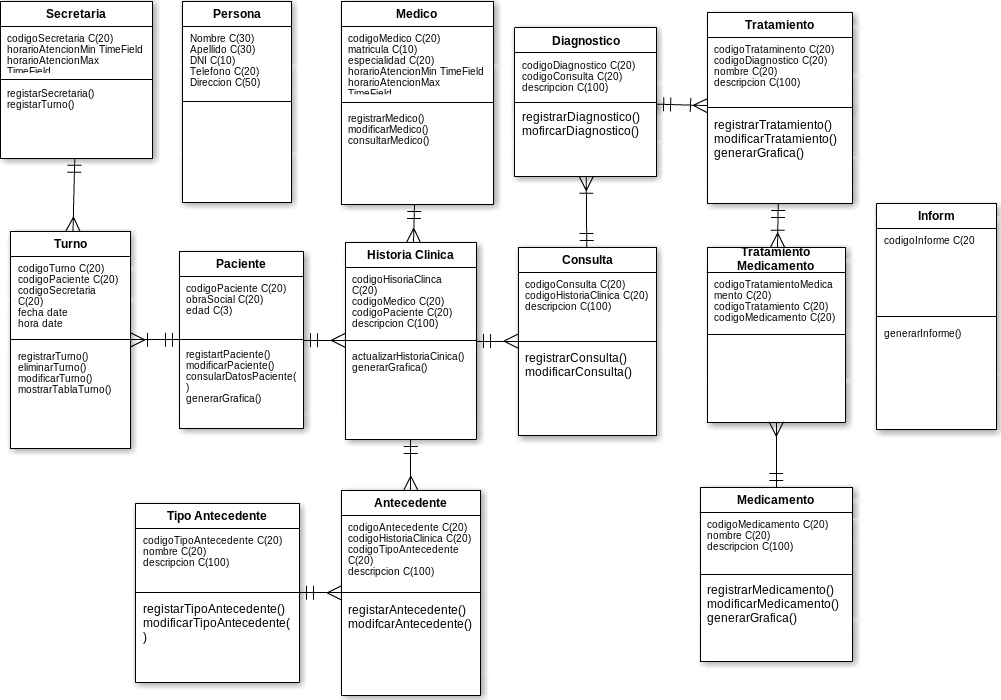 Secretaria
codigoSecretaria C(20)
horarioAtencionMin TimeField
horarioAtencionMax
TimeField
registarSecretaria()
registarTurno()
Persona
Nombre C(30)
Apellido C(30)
DNI C(10)
Telefono C(20)
Direccion C(50)
Medico
codigoMedico C(20)
matricula C(10)
especialidad C(20)
horarioAtencionMin TimeField
horarioAtencionMax
TimeField
registrarMedico()
modificarMedico()
consultarMedico()
Diagnostico
codigoDiagnostico C(20)
codigoConsulta C(20)
descripcion C(100)
registrarDiagnostico()
mofircarDiagnostico()
Tratamiento
codigoTrataminento C(20)
codigoDiagnostico C(20)
nombre C(20)
descripcion C(100)
registrarTratamiento()
modificarTratamiento()
generarGrafica()
Turno
codigoTurno C(20)
codigoPaciente C(20)
codigoSecretaria
C(20)
fecha date
hora date
registrarTurno()
eliminarTurno()
modificarTurno()
mostrarTablaTurno()
Paciente
codigoPaciente C(20)
obraSocial C(20)
edad C(3)
registartPaciente()
modificarPaciente()
consularDatosPaciente(
)
generarGrafica()
Historia Clinica
codigoHisoriaClinca
C(20)
codigoMedico C(20)
codigoPaciente C(20)
descripcion C(100)
actualizarHistoriaCinica()
generarGrafica()
Consulta
codigoConsulta C(20)
codigoHistoriaClinica C(20)
descripcion C(100)
registrarConsulta()
modificarConsulta()
Tratamiento
Medicamento
codigoTratamientoMedica
mento C(20)
codigoTratamiento C(20)
codigoMedicamento C(20)
Inform
codigoInforme C(20
generarInforme()
Tipo Antecedente
codigoTipoAntecedente C(20)
nombre C(20)
descripcion C(100)
registarTipoAntecedente()
modificarTipoAntecedente(
)
Antecedente
codigoAntecedente C(20)
codigoHistoriaClinica C(20)
codigoTipoAntecedente
C(20)
descripcion C(100)
registarAntecedente()
modifcarAntecedente()
Medicamento
codigoMedicamento C(20)
nombre C(20)
descripcion C(100)
registrarMedicamento()
modificarMedicamento()
generarGrafica()